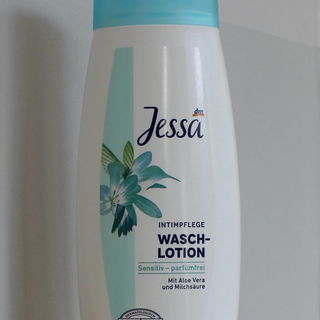 Jessa
dm
INTIMPFLEGE
WASCH-
LOTION
Sensitiv – parfümfrei
Mit Aloe Vera
und Milchsäure